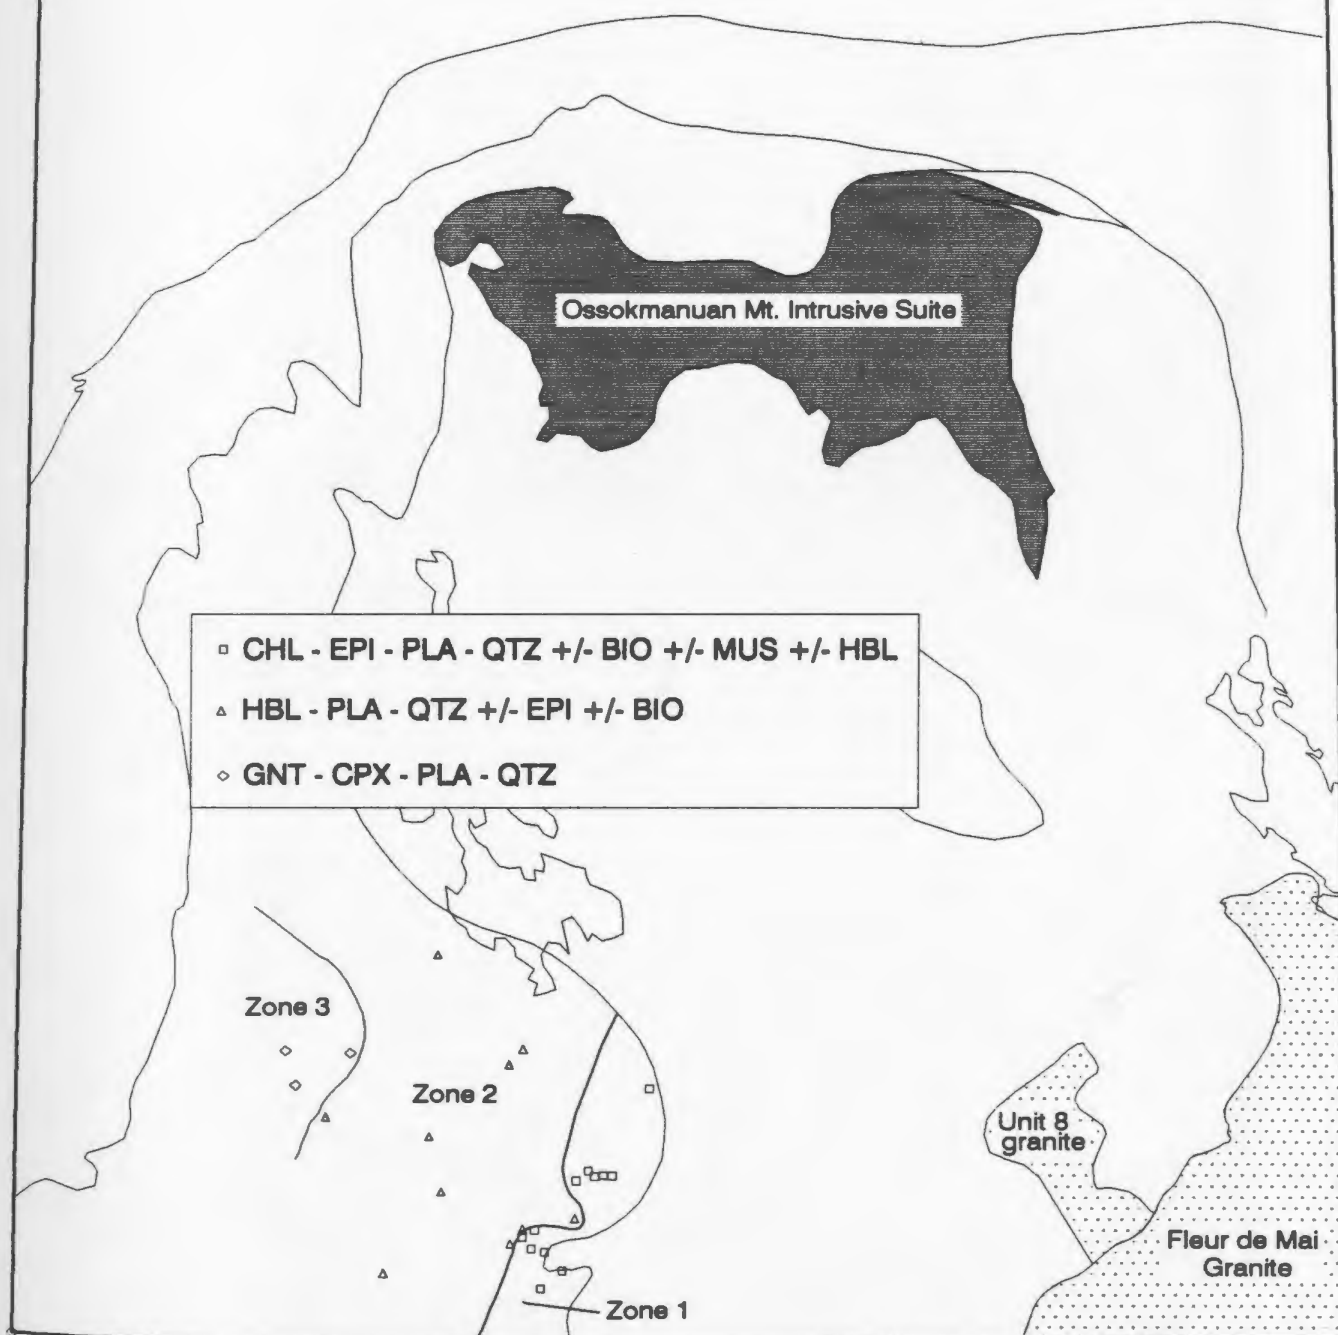 Ossokmanuan Mt. Intrusive Suite
CHL - EPI - PLA - QTZ +/- BIO +/- MUS +/- HBL
HBL - PLA - QTZ +/- EPI +/- BIO
GNT - CPX - PLA - QTZ
Zone 3
Zone 2
Unit 8
granite
Fleur de Mai
Granite
Zone 1